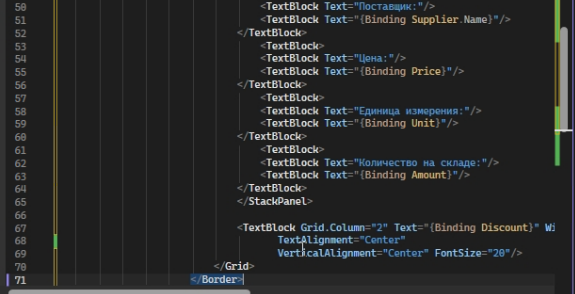 50 <TextBlock Text="Поставщик:"/>
51 <TextBlock Text="{Binding Supplier.Name}"/>
52 </TextBlock>
53 <TextBlock>
54 <TextBlock Text="Цена:"/>
55 <TextBlock Text="{Binding Price}"/>
56 </TextBlock>
57 <TextBlock>
58 <TextBlock Text="Единица измерения:"/>
59 <TextBlock Text="{Binding Unit}"/>
60 </TextBlock>
61 <TextBlock>
62 <TextBlock Text="Количество на складе:"/>
63 <TextBlock Text="{Binding Amount}"/>
64 </TextBlock>
65 </StackPanel>
66
67 <TextBlock Grid.Column="2" Text="{Binding Discount}" Wi
68 TextAlignment="Center"
69 VerticalAlignment="Center" FontSize="20"/>
70 </Grid>
71 </Border>